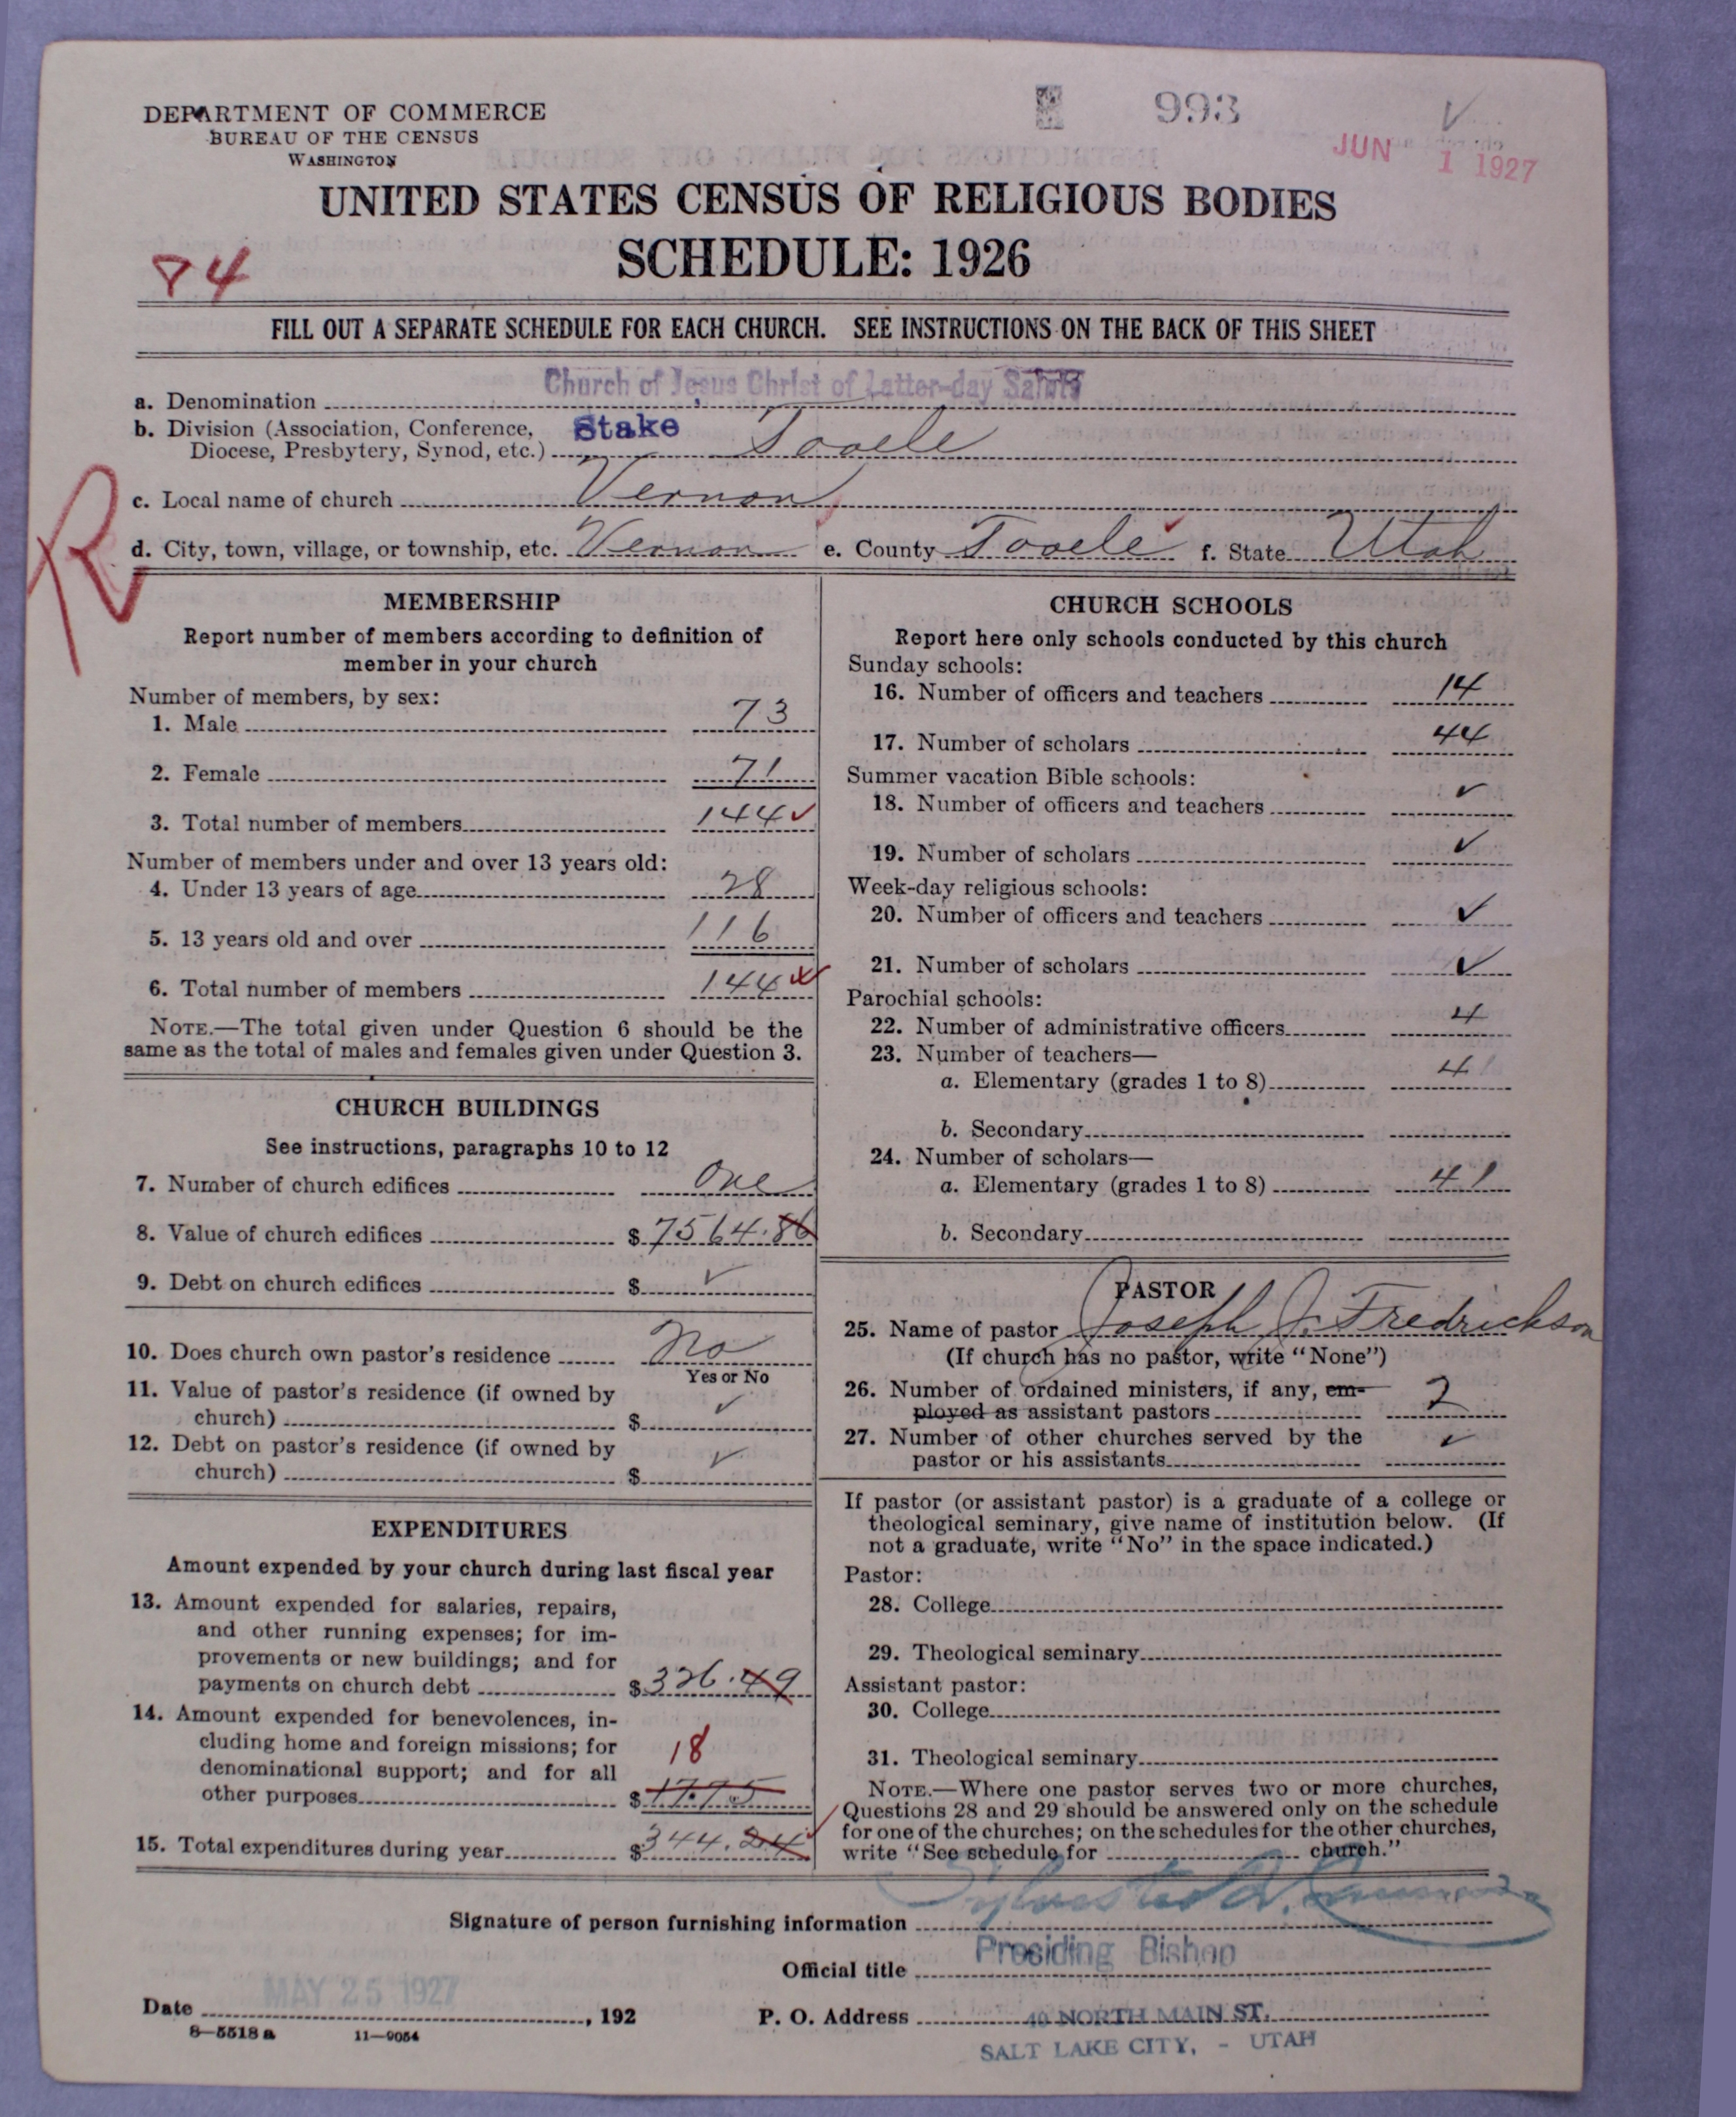 DEPARTMENT OF COMMERCE
BUREAU OF THE CENSUS
WASHINGTON
993
JUN 1 1927
UNITED STATES CENSUS OF RELIGIOUS BODIES
SCHEDULE: 1926
84
FILL OUT A SEPARATE SCHEDULE FOR EACH CHURCH. SEE INSTRUCTIONS ON THE BACK OF THIS SHEET
a. Denomination Church of Jesus Christ of Latter-day Saints
b. Division (Association, Conference, Stake Tooele
Diocese, Presbytery, Synod, etc.)
c. Local name of church Vernon
d. City, town, village, or township, etc. Vernon e. County Tooele f. State Utah
R
MEMBERSHIP
Report number of members according to definition of
member in your church
Number of members, by sex:
1. Male 73
2. Female 71
3. Total number of members 144 ✓
Number of members under and over 13 years old:
4. Under 13 years of age 28
5. 13 years old and over 116
6. Total number of members 144
NOTE.—The total given under Question 6 should be the
same as the total of males and females given under Question 3.
CHURCH BUILDINGS
See instructions, paragraphs 10 to 12
7. Number of church edifices One
8. Value of church edifices $ 7564.86
9. Debt on church edifices $ ✓
10. Does church own pastor's residence No
Yes or No
11. Value of pastor's residence (if owned by
church) $ ✓
12. Debt on pastor's residence (if owned by
church) $ ✓
EXPENDITURES
Amount expended by your church during last fiscal year
13. Amount expended for salaries, repairs,
and other running expenses; for im-
provements or new buildings; and for
payments on church debt $ 326.49
14. Amount expended for benevolences, in-
cluding home and foreign missions; for
denominational support; and for all 18
other purposes $ 17.75
15. Total expenditures during year $ 344.24
CHURCH SCHOOLS
Report here only schools conducted by this church
Sunday schools:
16. Number of officers and teachers 14
17. Number of scholars 44
Summer vacation Bible schools:
18. Number of officers and teachers ✓
19. Number of scholars ✓
Week-day religious schools:
20. Number of officers and teachers ✓
21. Number of scholars ✓
Parochial schools:
22. Number of administrative officers 4
23. Number of teachers—
a. Elementary (grades 1 to 8) 4
b. Secondary
24. Number of scholars—
a. Elementary (grades 1 to 8) 41
b. Secondary
PASTOR
25. Name of pastor Joseph J. Fredrickson
(If church has no pastor, write "None")
26. Number of ordained ministers, if any, em-
ployed as assistant pastors 2
27. Number of other churches served by the
pastor or his assistants ✓
If pastor (or assistant pastor) is a graduate of a college or
theological seminary, give name of institution below. (If
not a graduate, write "No" in the space indicated.)
Pastor:
28. College
29. Theological seminary
Assistant pastor:
30. College
31. Theological seminary
NOTE.—Where one pastor serves two or more churches,
Questions 28 and 29 should be answered only on the schedule
for one of the churches; on the schedules for the other churches,
write "See schedule for church."
Signature of person furnishing information Sylvester Q. Cannon
Official title Presiding Bishop
Date MAY 25 1927, 192
P. O. Address 40 NORTH MAIN ST.
SALT LAKE CITY, - UTAH
8—5518 a 11—9054